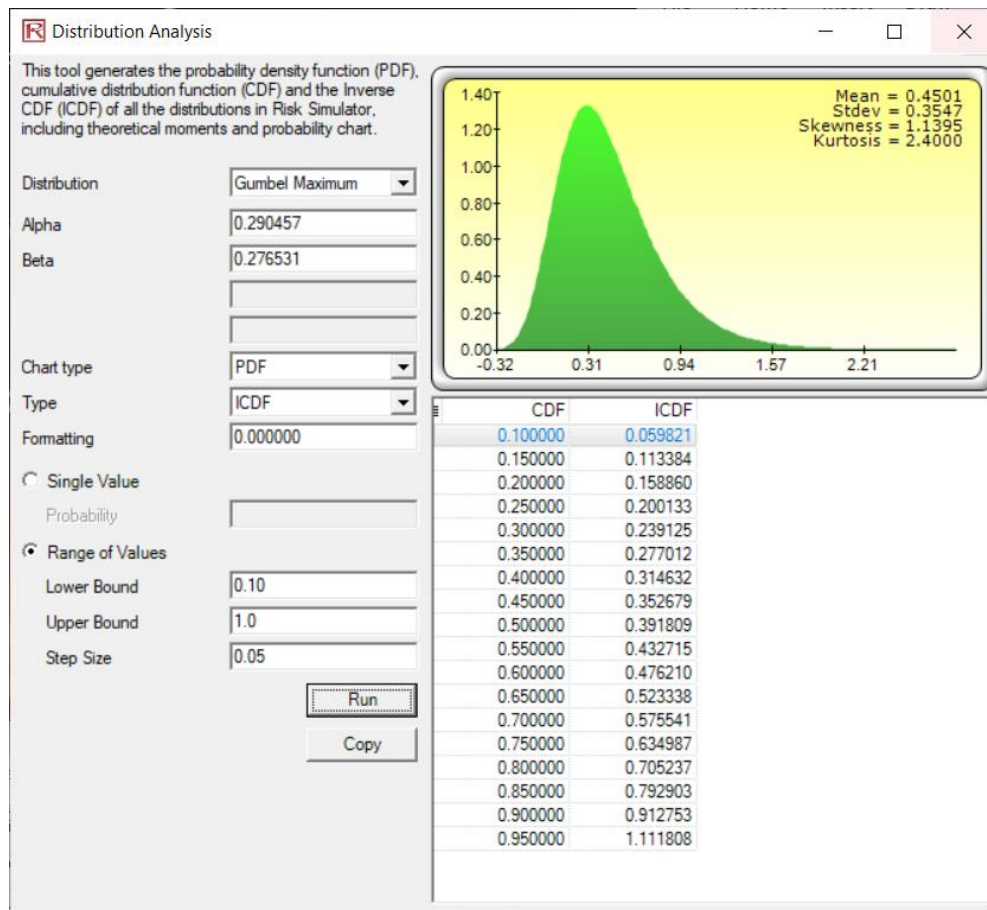 Distribution Analysis
This tool generates the probability density function (PDF),
cumulative distribution function (CDF) and the Inverse
CDF (ICDF) of all the distributions in Risk Simulator,
including theoretical moments and probability chart.
Distribution Gumbel Maximum
Alpha 0.290457
Beta 0.276531
Chart type PDF
Type ICDF
Formatting 0.000000
Single Value
Probability
Range of Values
Lower Bound 0.10
Upper Bound 1.0
Step Size 0.05
Run
Copy
Mean = 0.4501
Stdev = 0.3547
Skewness = 1.1395
Kurtosis = 2.4000
1.40
1.20
1.00
0.80
0.60
0.40
0.20
0.00
-0.32 0.31 0.94 1.57 2.21
CDF ICDF
0.100000 0.059821
0.150000 0.113384
0.200000 0.158860
0.250000 0.200133
0.300000 0.239125
0.350000 0.277012
0.400000 0.314632
0.450000 0.352679
0.500000 0.391809
0.550000 0.432715
0.600000 0.476210
0.650000 0.523338
0.700000 0.575541
0.750000 0.634987
0.800000 0.705237
0.850000 0.792903
0.900000 0.912753
0.950000 1.111808